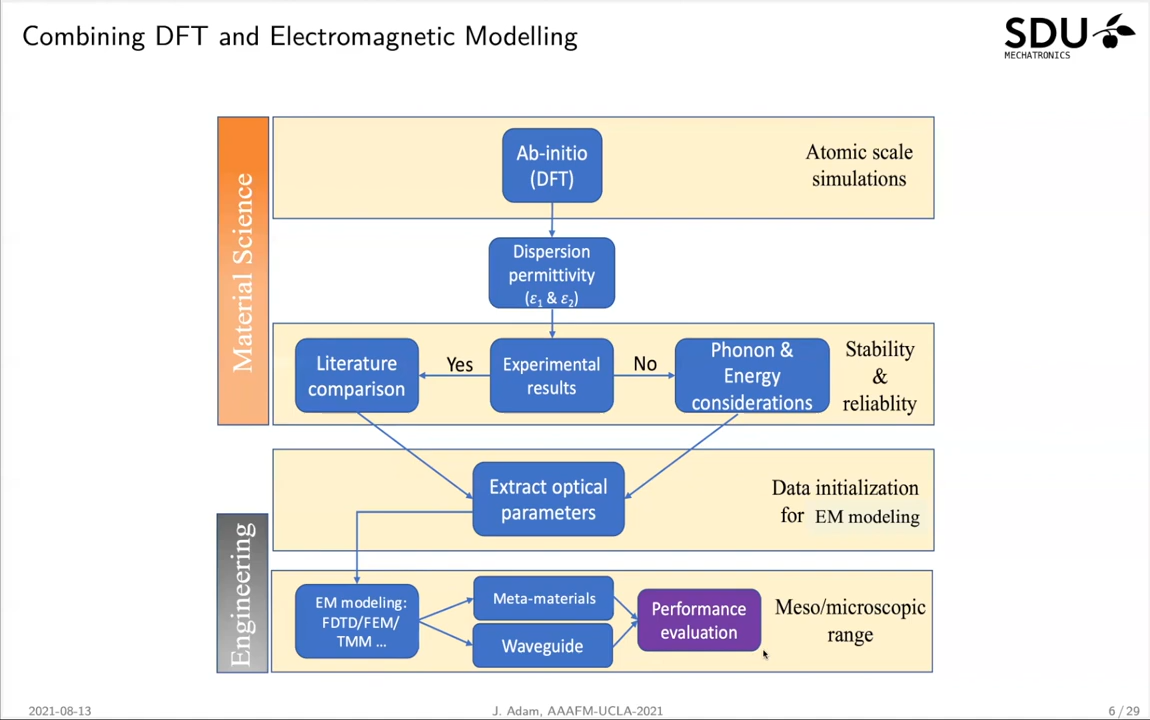 Combining DFT and Electromagnetic Modelling
SDU
MECHATRONICS
Material Science
Ab-initio
(DFT)
Atomic scale
simulations
Dispersion
permittivity
(ε₁ & ε₂)
Literature
comparison
Yes
Experimental
results
No
Phonon &
Energy
considerations
Stability
&
reliablity
Engineering
Extract optical
parameters
Data initialization
for EM modeling
EM modeling:
FDTD/FEM/
TMM ...
Meta-materials
Waveguide
Performance
evaluation
Meso/microscopic
range
2021-08-13
J. Adam, AAAFM-UCLA-2021
6 / 29